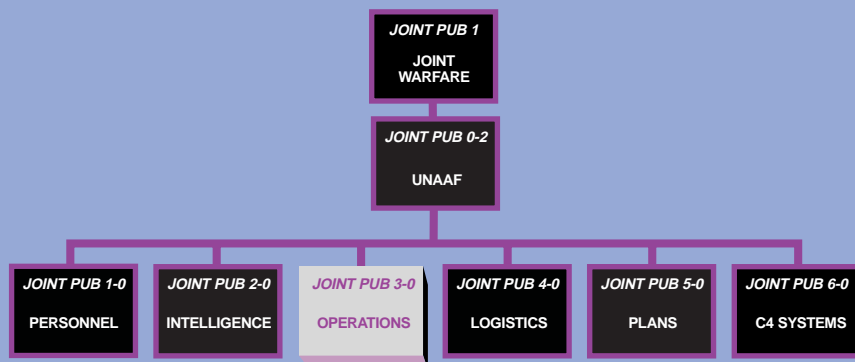 JOINT PUB 1
JOINT
WARFARE
JOINT PUB 0-2
UNAAF
JOINT PUB 1-0
PERSONNEL
JOINT PUB 2-0
INTELLIGENCE
JOINT PUB 3-0
OPERATIONS
JOINT PUB 4-0
LOGISTICS
JOINT PUB 5-0
PLANS
JOINT PUB 6-0
C4 SYSTEMS